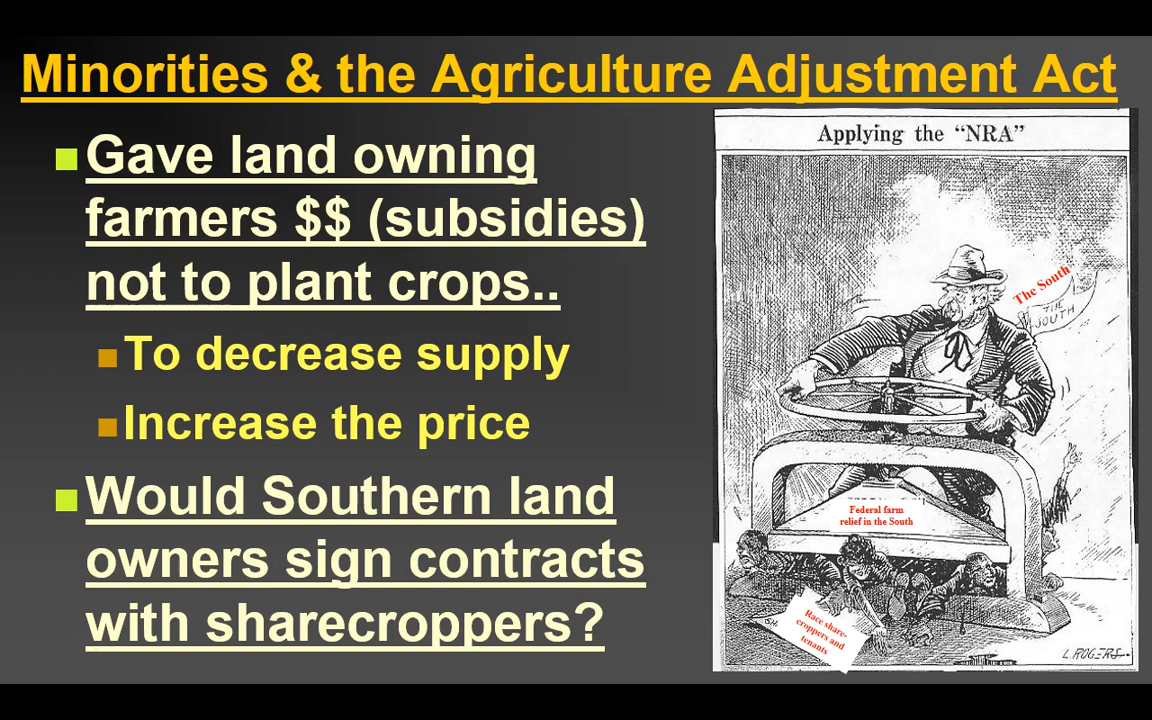 Minorities & the Agriculture Adjustment Act
Gave land owning
farmers $$ (subsidies)
not to plant crops..
To decrease supply
Increase the price
Would Southern land
owners sign contracts
with sharecroppers?
Applying the “NRA”
The South
THE
SOUTH
Federal farm
relief in the South
Race share-
croppers and
tenants
L. ROGERS.